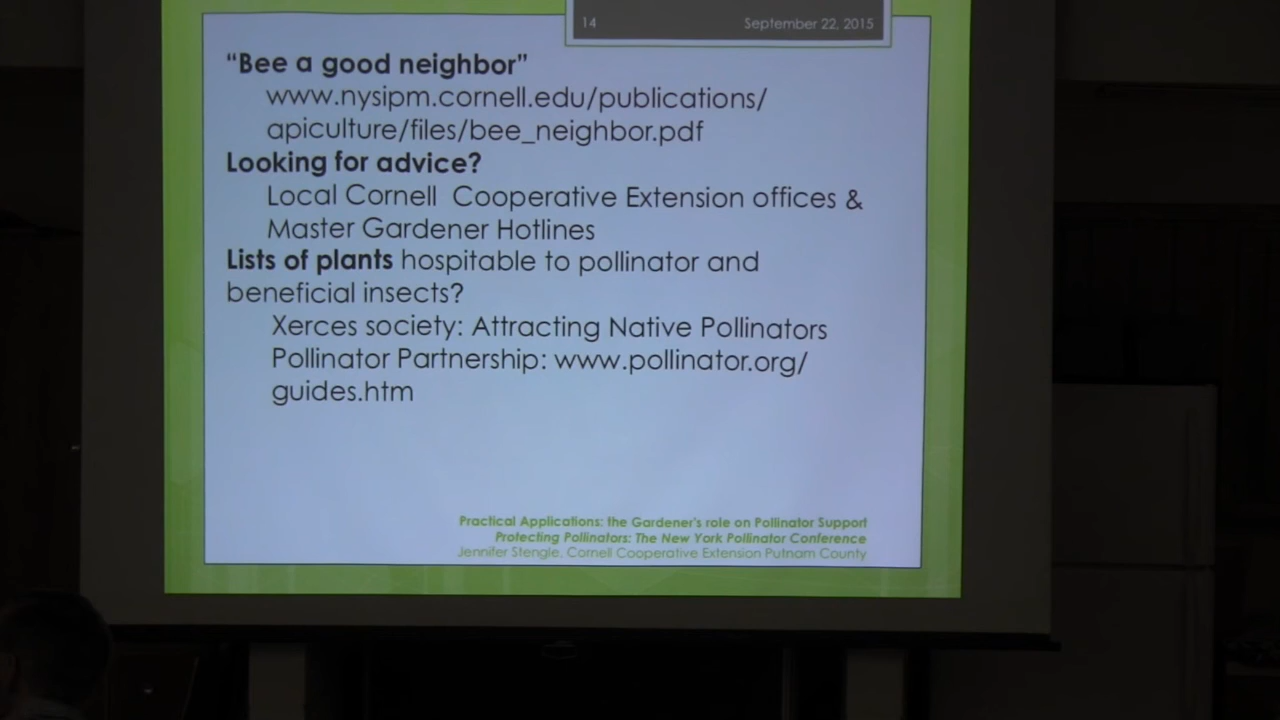 14 September 22, 2015
“Bee a good neighbor”
www.nysipm.cornell.edu/publications/
apiculture/files/bee_neighbor.pdf
Looking for advice?
Local Cornell Cooperative Extension offices &
Master Gardener Hotlines
Lists of plants hospitable to pollinator and
beneficial insects?
Xerces society: Attracting Native Pollinators
Pollinator Partnership: www.pollinator.org/
guides.htm
Practical Applications: the Gardener's role on Pollinator Support
Protecting Pollinators: The New York Pollinator Conference
Jennifer Stengle, Cornell Cooperative Extension Putnam County